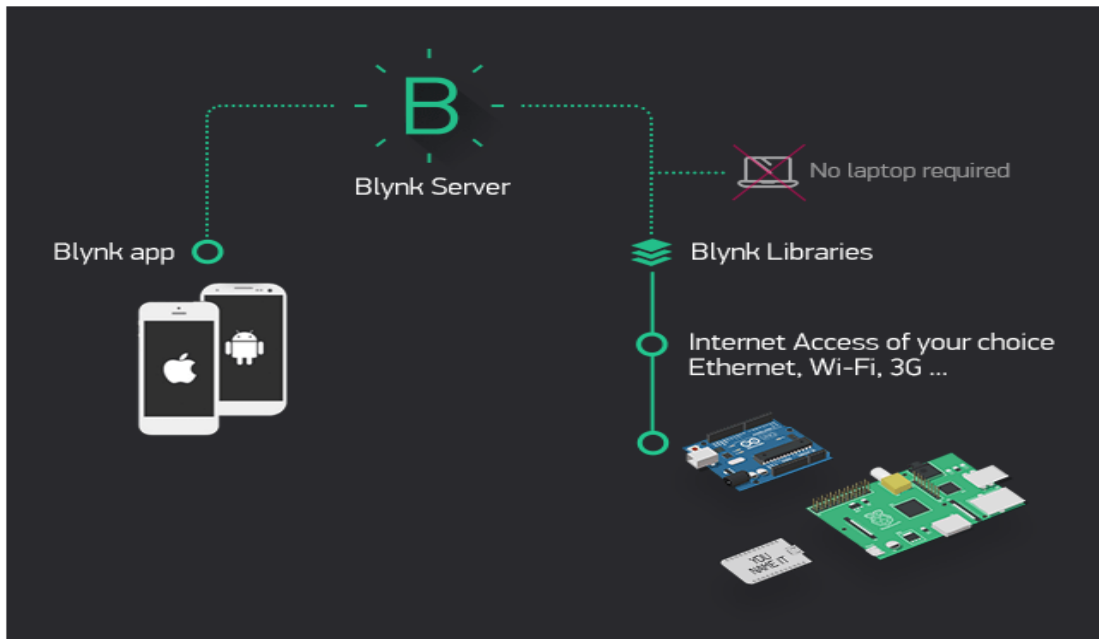 B
Blynk Server
No laptop required
Blynk app
Blynk Libraries
Internet Access of your choice
Ethernet, Wi-Fi, 3G ...
YOU
NAME IT